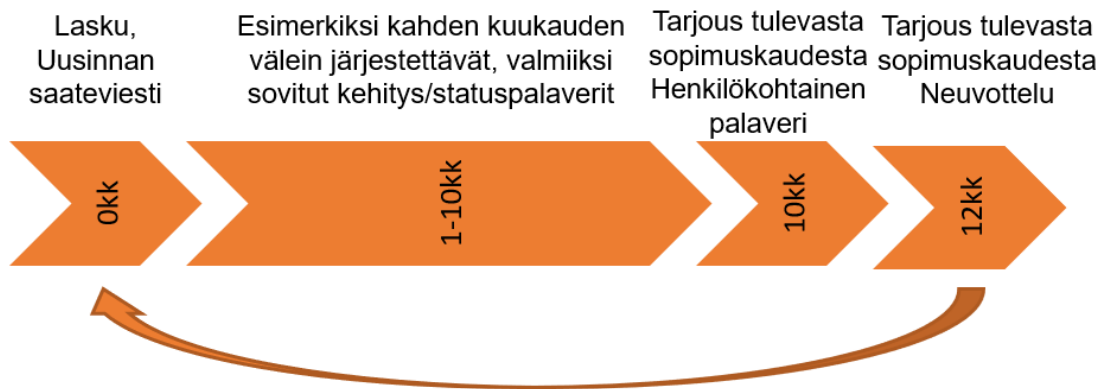 Lasku,
Uusinnan
saateviesti
Esimerkiksi kahden kuukauden
välein järjestettävät, valmiiksi
sovitut kehitys/statuspalaverit
Tarjous tulevasta
sopimuskaudesta
Henkilökohtainen
palaveri
Tarjous tulevasta
sopimuskaudesta
Neuvottelu
0kk
1-10kk
10kk
12kk